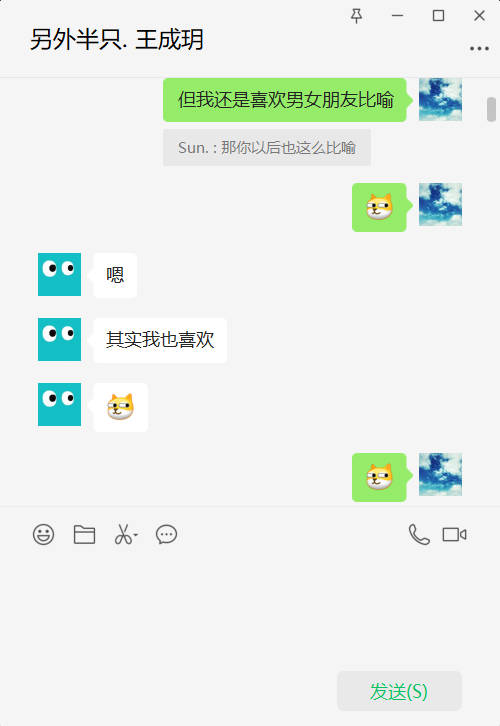 另外半只. 王成玥
但我还是喜欢男女朋友比喻
Sun. : 那你以后也这么比喻
嗯
其实我也喜欢
发送(S)